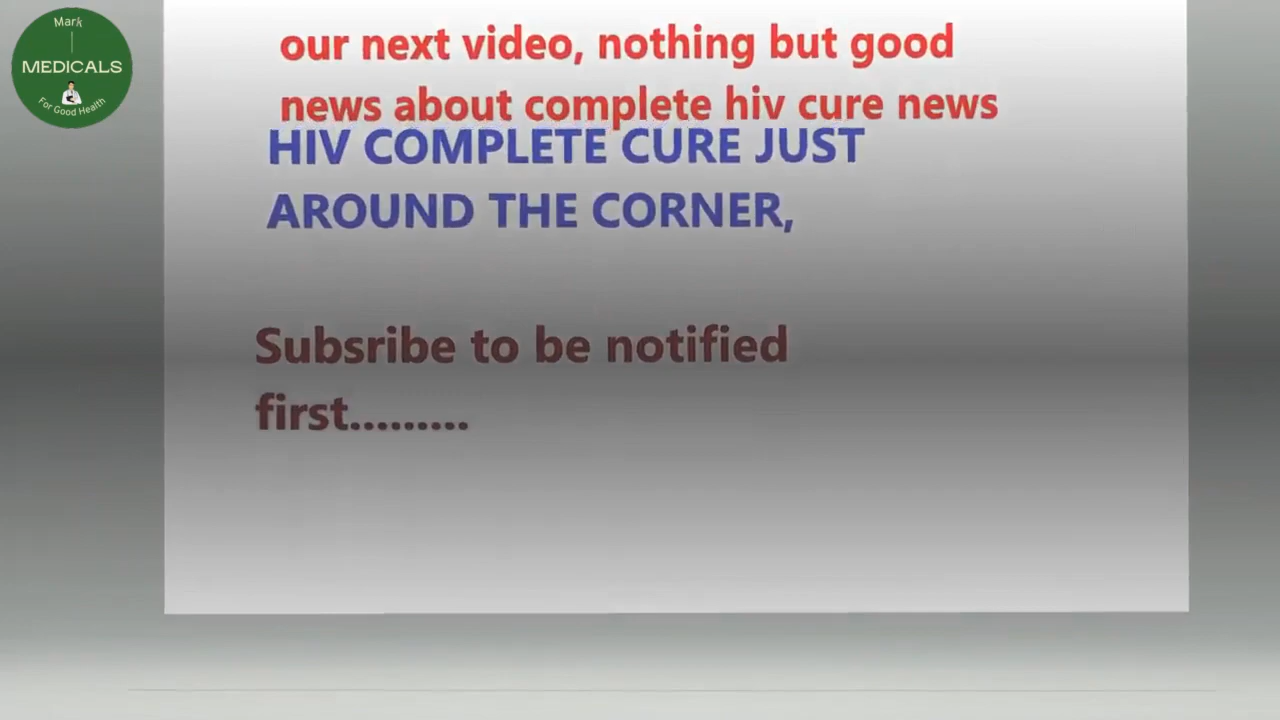 Mark
MEDICALS
For Good Health
our next video, nothing but good
news about complete hiv cure news
HIV COMPLETE CURE JUST
AROUND THE CORNER,
Subsribe to be notified
first.........